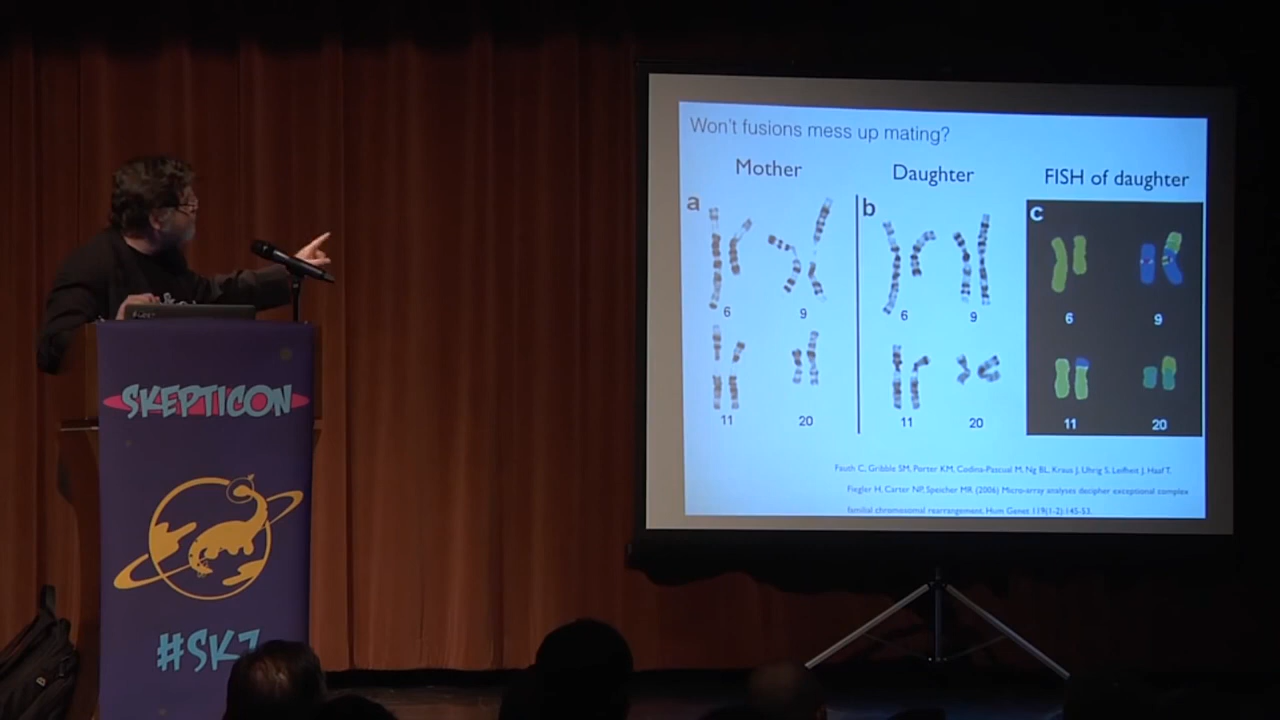 Won't fusions mess up mating?
Mother
Daughter
FISH of daughter
a
b
c
6
9
6
9
6
9
11
20
11
20
11
20
Fauth C, Gribble SM, Porter KM, Codina-Pascual M, Ng BL, Kraus J, Uhrig S, Leifheit J, Haaf T,
Fiegler H, Carter NP, Speicher MR. (2006) Micro-array analyses decipher exceptional complex
familial chromosomal rearrangement. Hum Genet 119(1-2):145-53.
SKEPTICON
#SK7